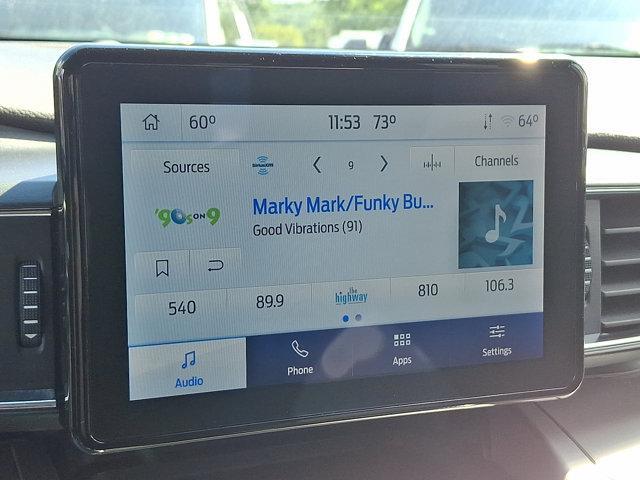 60° 11:53 73° 64°
Sources SiriusXM 9 Channels
'90s ON 9
Marky Mark/Funky Bu...
Good Vibrations (91)
540 89.9 the highway 810 106.3
Audio Phone Apps Settings